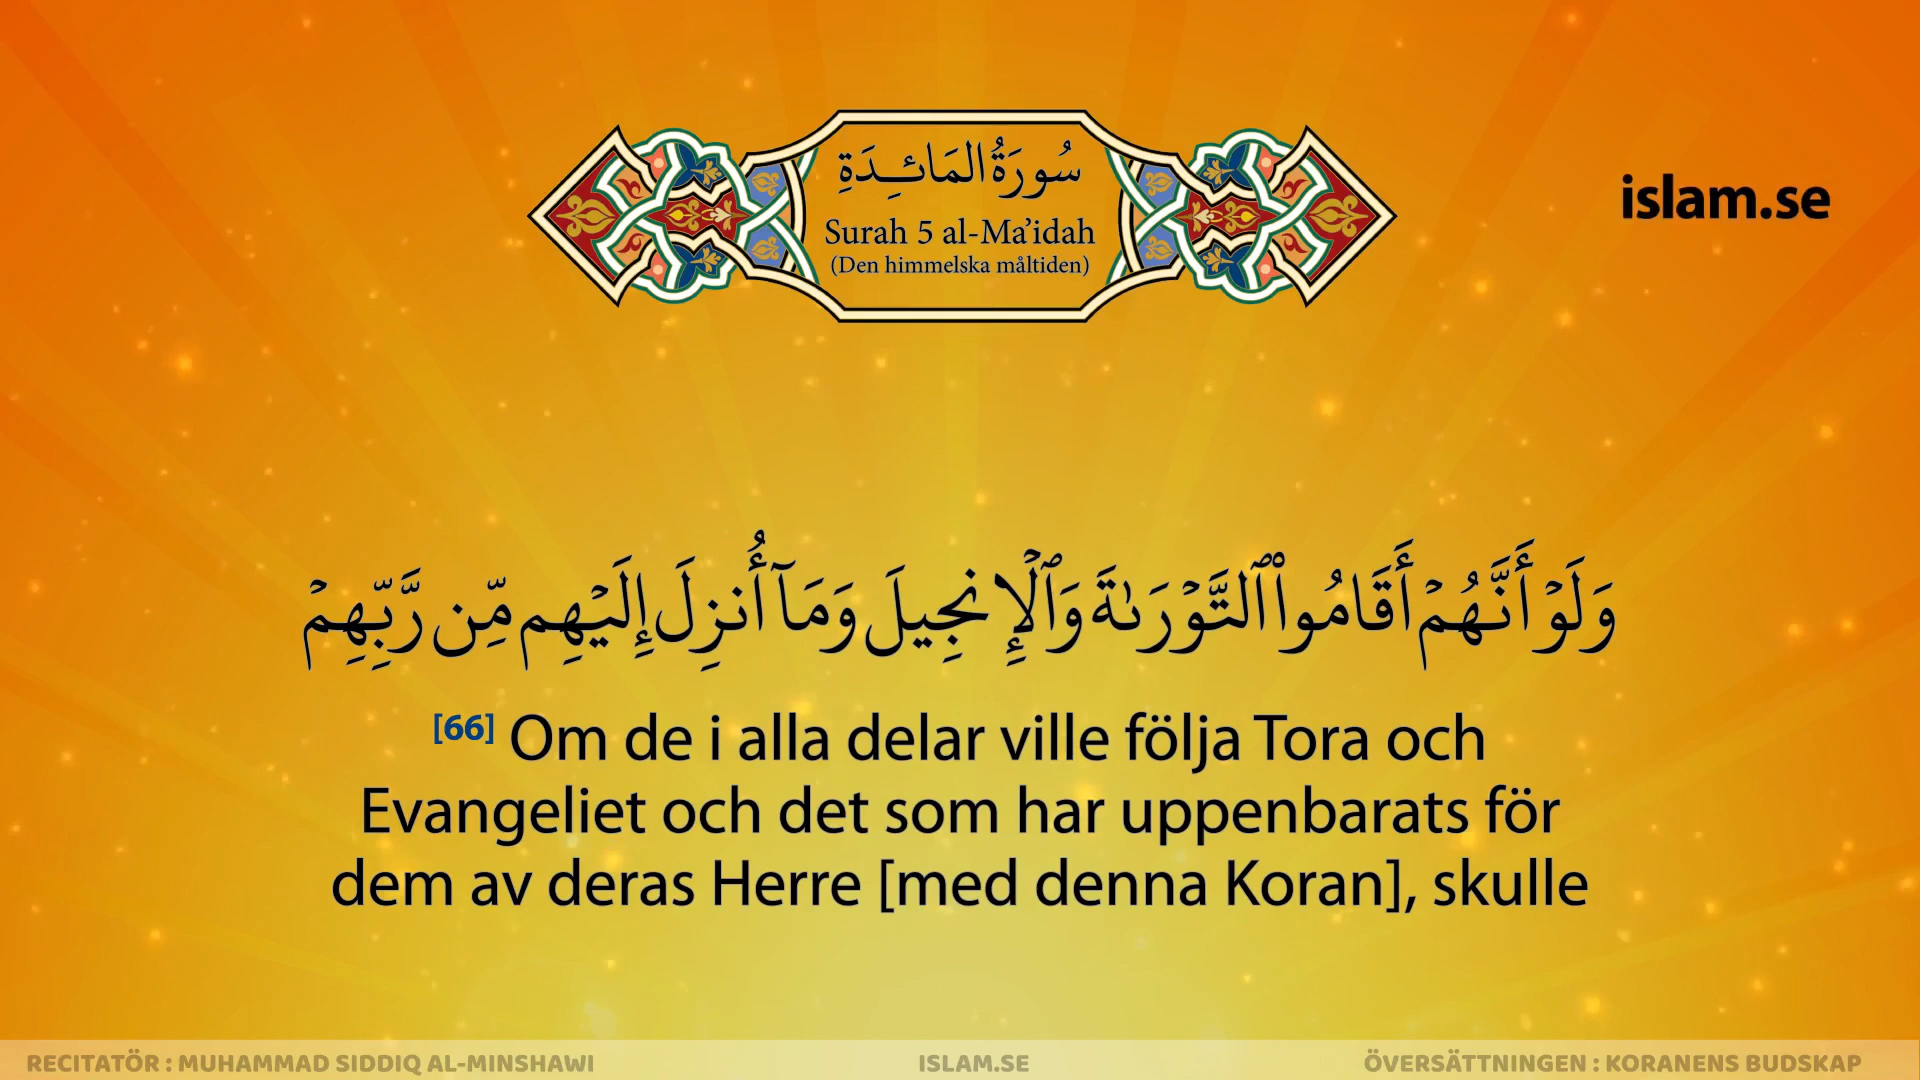 سُورَةُ المَائِدَةِ
Surah 5 al-Ma’idah
(Den himmelska måltiden)
islam.se
وَلَوْ أَنَّهُمْ أَقَامُوا۟ ٱلتَّوْرَىٰةَ وَٱلْإِنجِيلَ وَمَآ أُنزِلَ إِلَيْهِم مِّن رَّبِّهِمْ
[66] Om de i alla delar ville följa Tora och
Evangeliet och det som har uppenbarats för
dem av deras Herre [med denna Koran], skulle
RECITATÖR : MUHAMMAD SIDDIQ AL-MINSHAWI
ISLAM.SE
ÖVERSÄTTNINGEN : KORANENS BUDSKAP